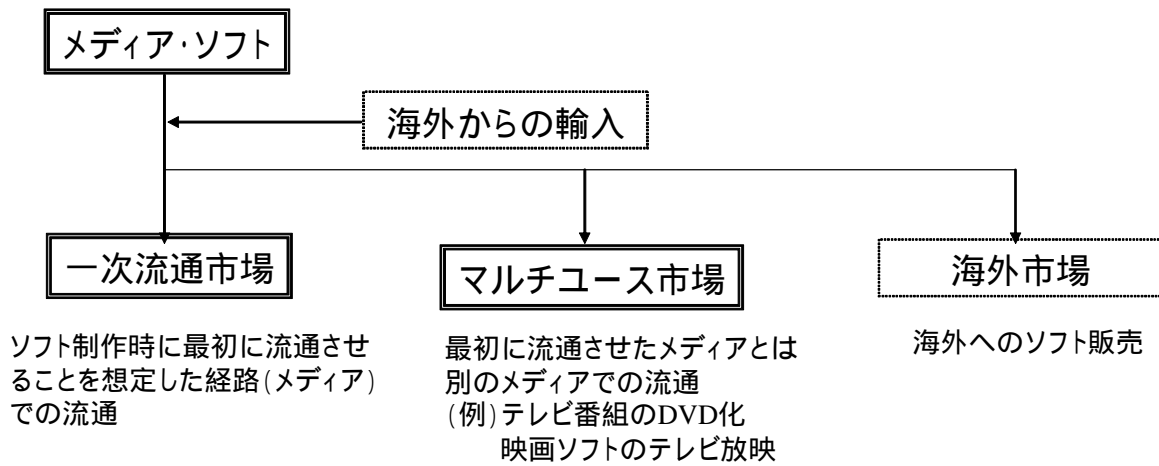 メディア・ソフト
海外からの輸入
一次流通市場
マルチユース市場
海外市場
ソフト制作時に最初に流通させ
ることを想定した経路(メディア)
での流通
最初に流通させたメディアとは
別のメディアでの流通
(例)テレビ番組のDVD化
映画ソフトのテレビ放映
海外へのソフト販売